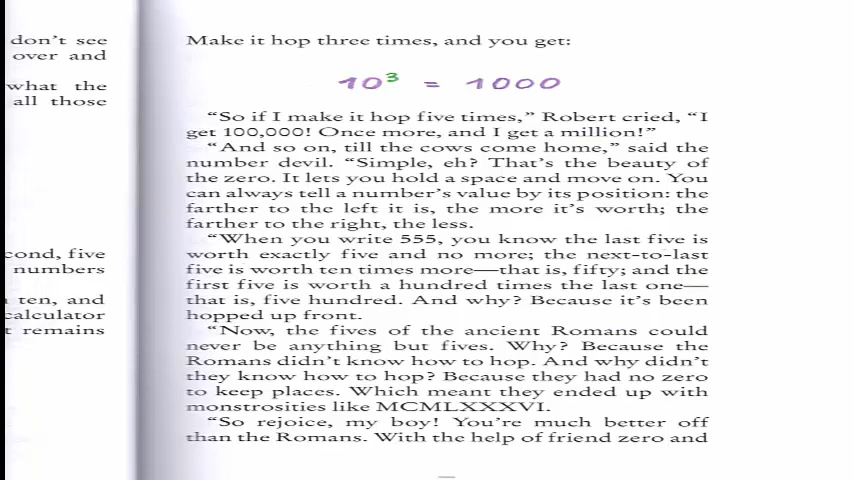 don't see
over and
what the
all those
cond, five
numbers
ten, and
calculator
remains
Make it hop three times, and you get:
10³ = 1000
“So if I make it hop five times,” Robert cried, “I
get 100,000! Once more, and I get a million!”
“And so on, till the cows come home,” said the
number devil. “Simple, eh? That's the beauty of
the zero. It lets you hold a space and move on. You
can always tell a number's value by its position: the
farther to the left it is, the more it's worth; the
farther to the right, the less.
“When you write 555, you know the last five is
worth exactly five and no more; the next-to-last
five is worth ten times more—that is, fifty; and the
first five is worth a hundred times the last one—
that is, five hundred. And why? Because it's been
hopped up front.
“Now, the fives of the ancient Romans could
never be anything but fives. Why? Because the
Romans didn't know how to hop. And why didn't
they know how to hop? Because they had no zero
to keep places. Which meant they ended up with
monstrosities like MCMLXXXVI.
“So rejoice, my boy! You're much better off
than the Romans. With the help of friend zero and